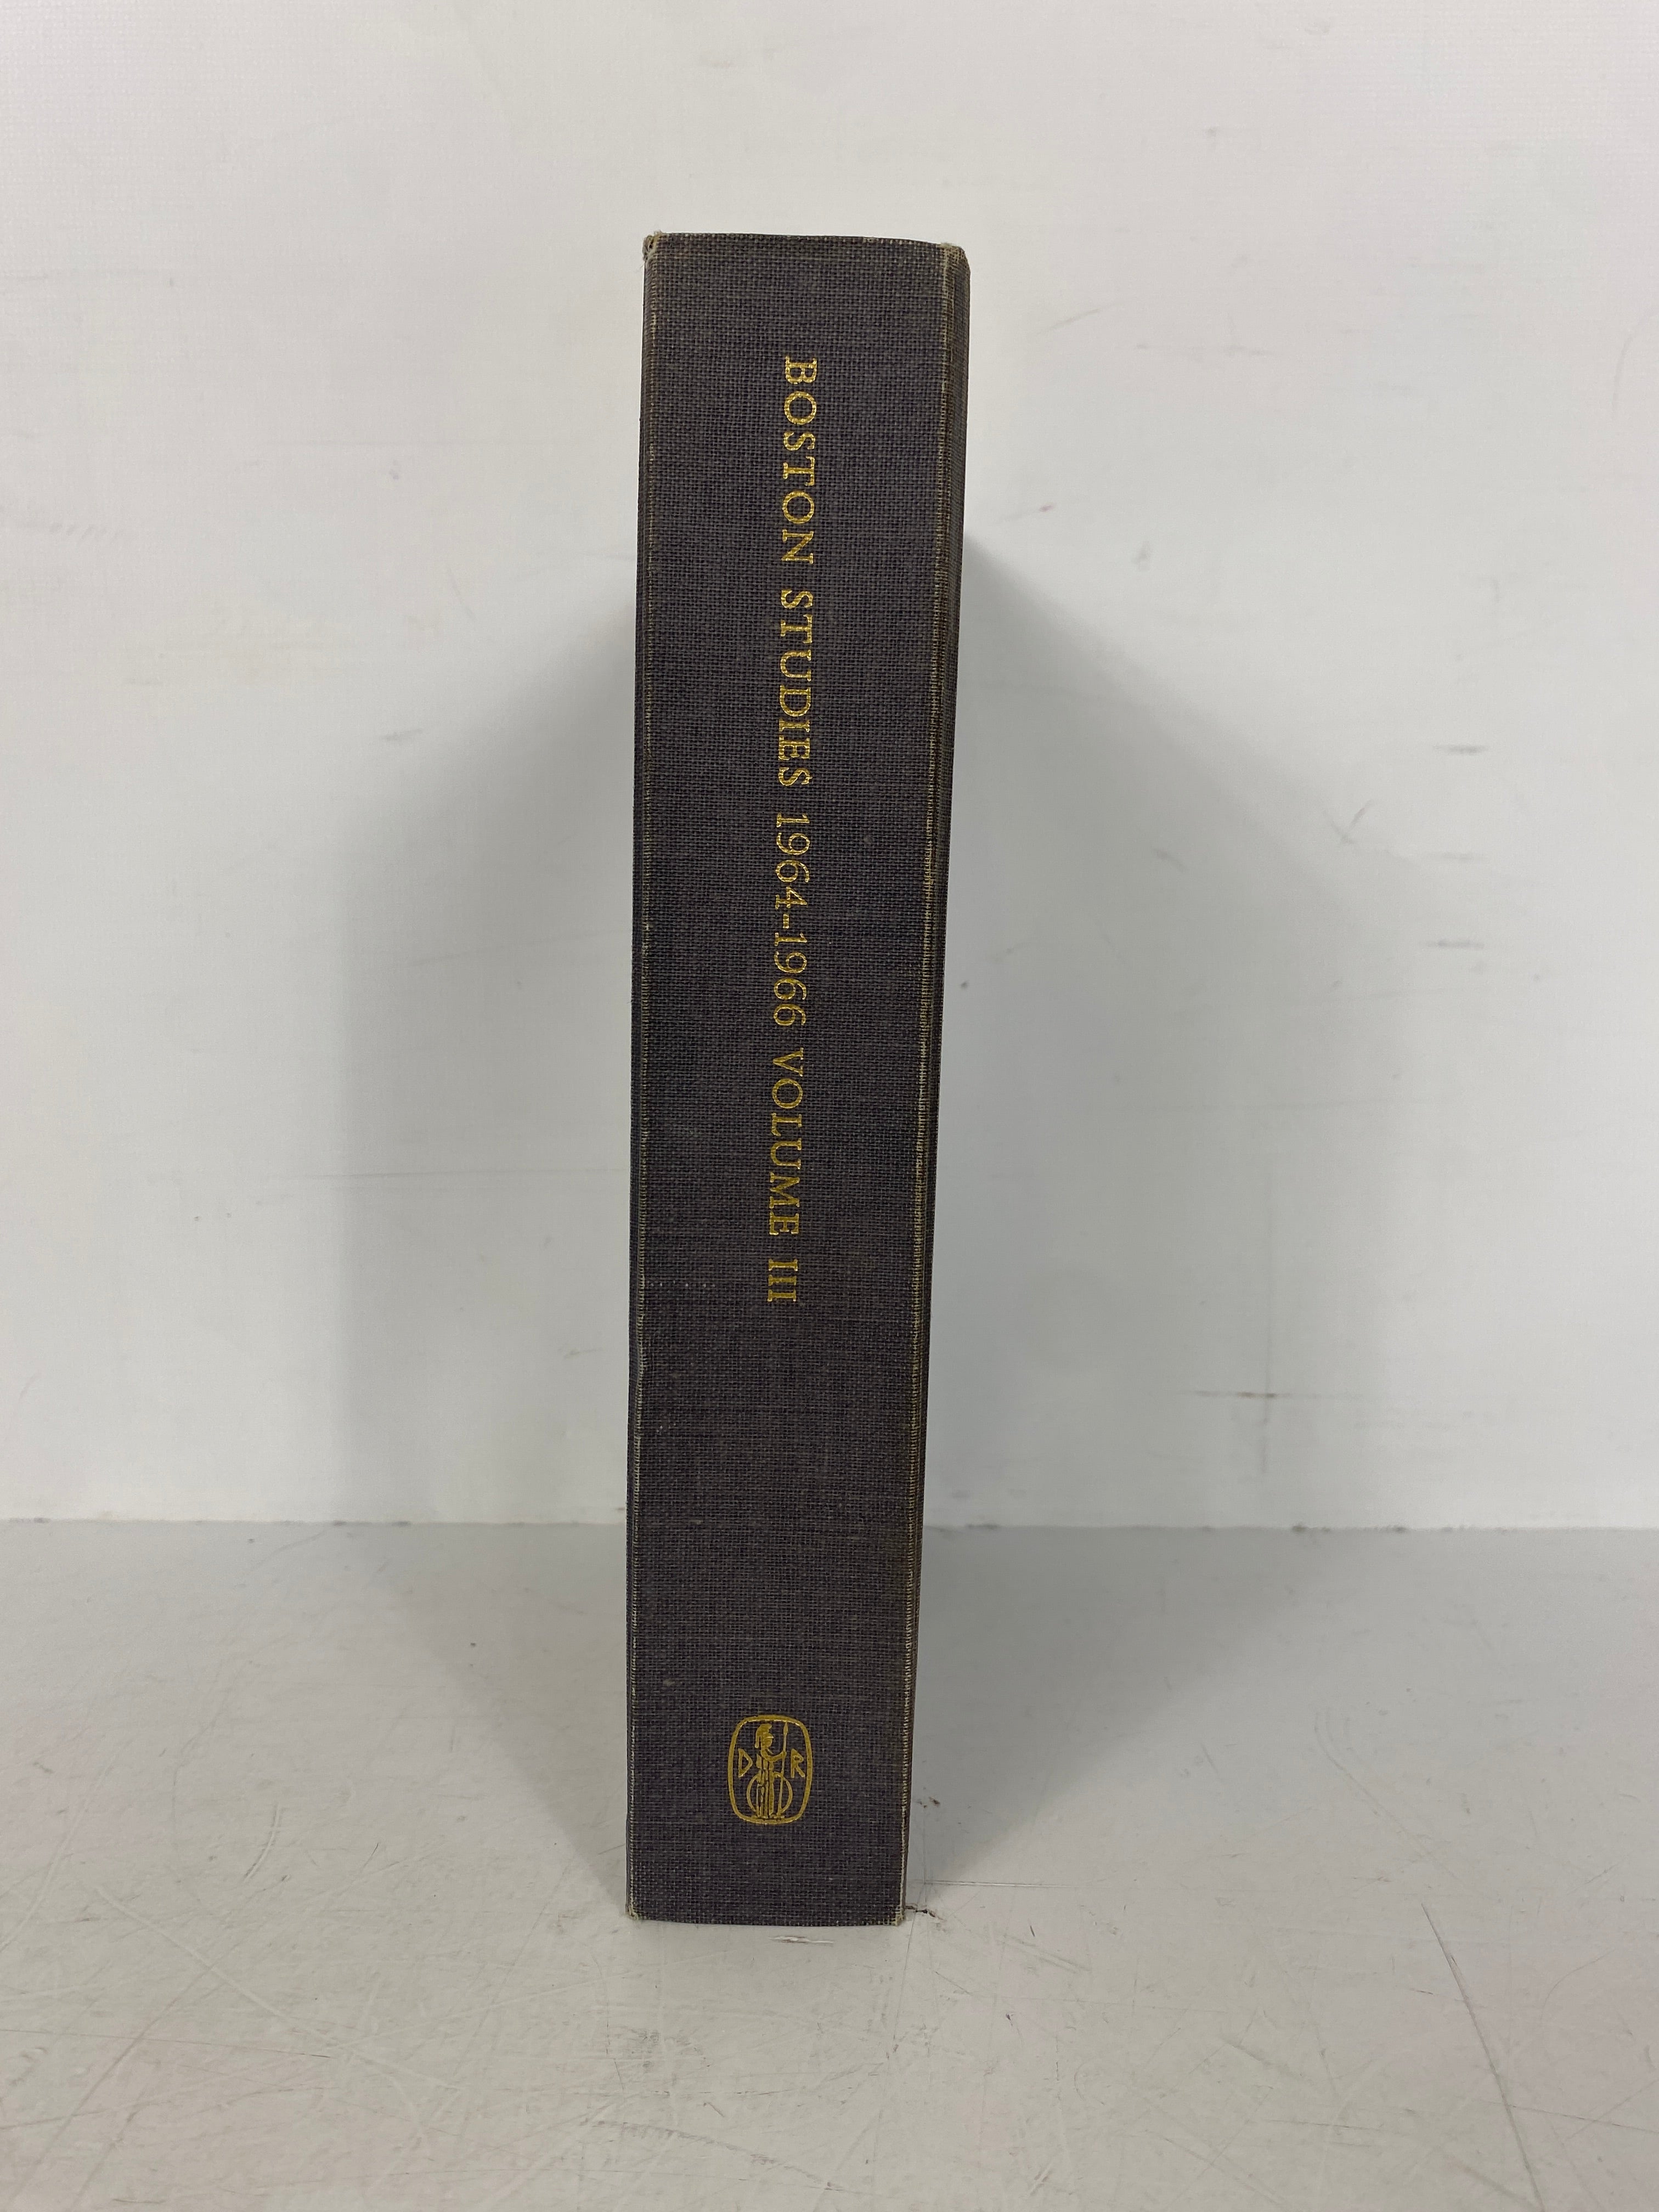 BOSTON STUDIES 1964-1966 VOLUME III
D R